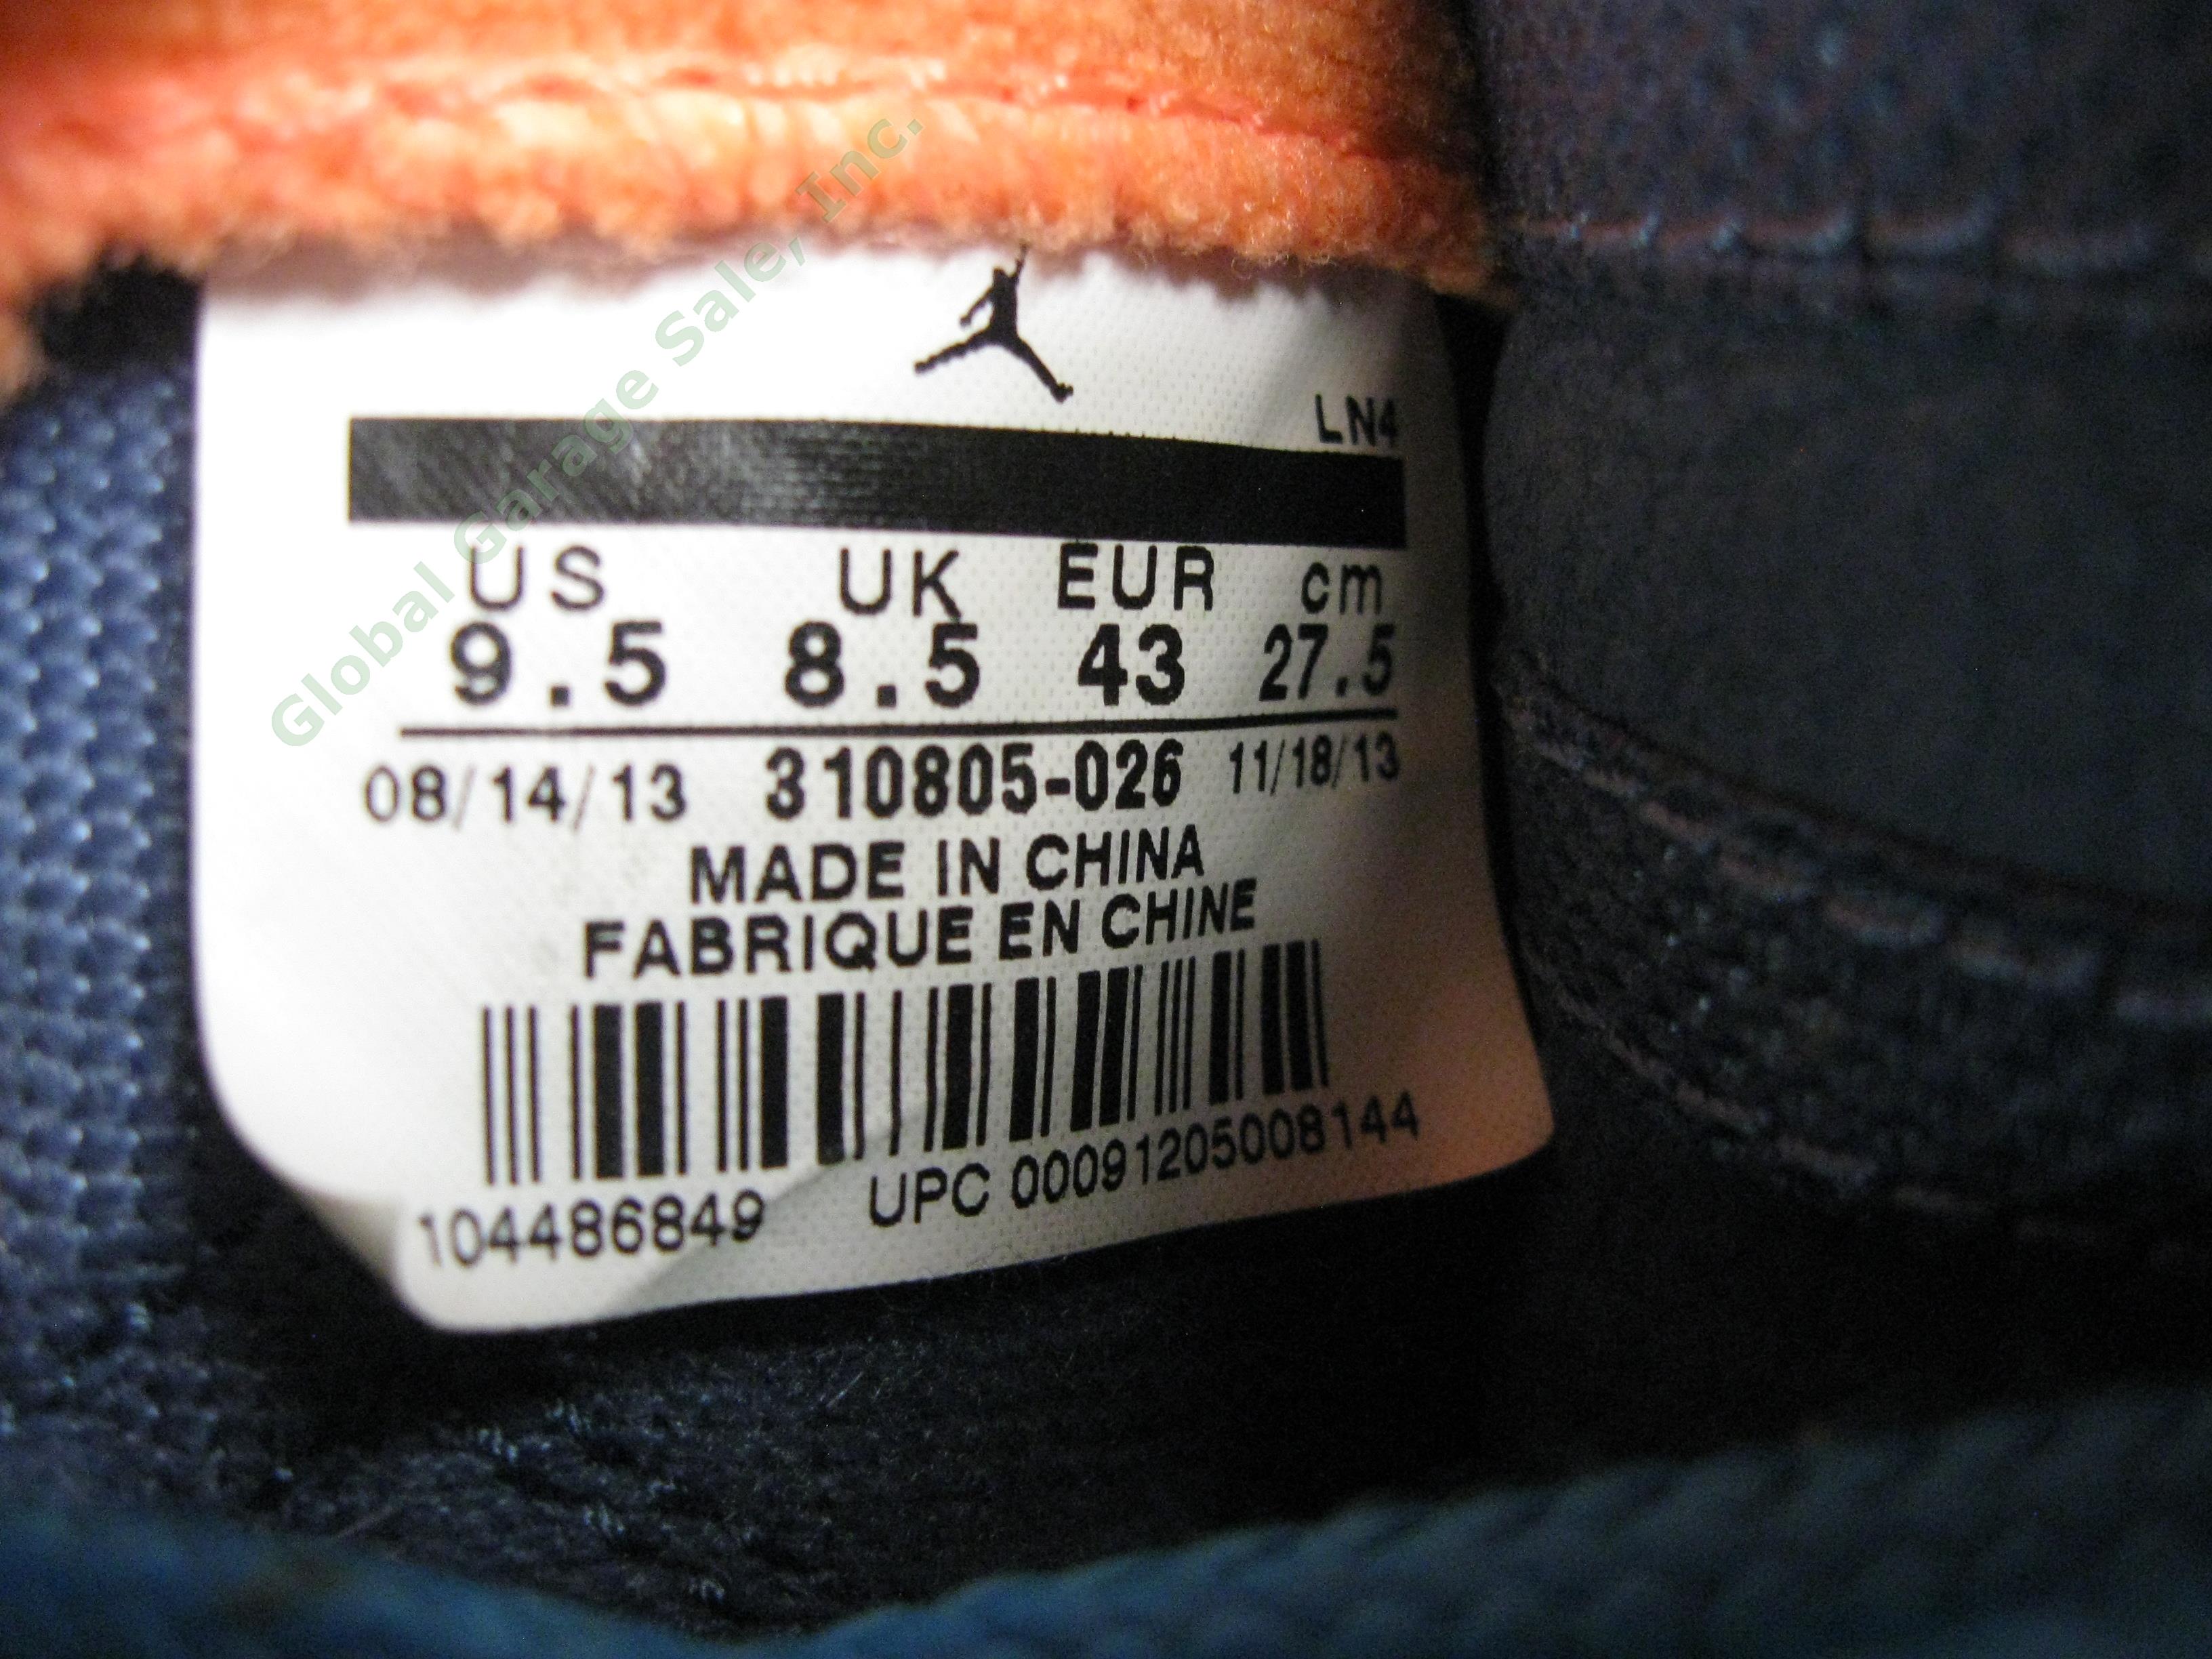 LN4
US UK EUR cm
9.5 8.5 43 27.5
08/14/13 310805-026 11/18/13
MADE IN CHINA
FABRIQUE EN CHINE
104486849 UPC 00091205008144
Global Garage Sale, Inc.